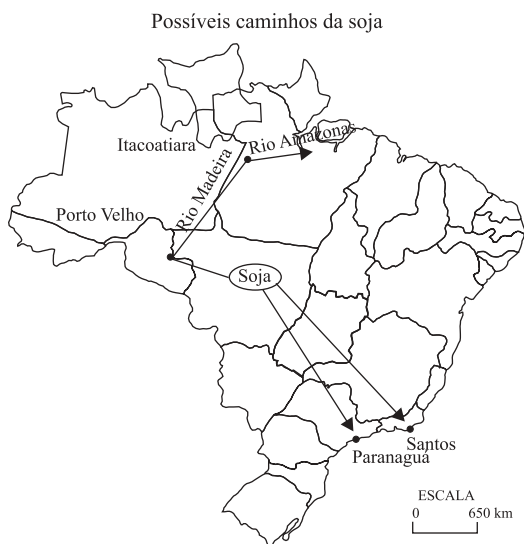 Possíveis caminhos da soja
Itacoatiara
Rio Amazonas
Rio Madeira
Porto Velho
Soja
Santos
Paranaguá
ESCALA
0 650 km